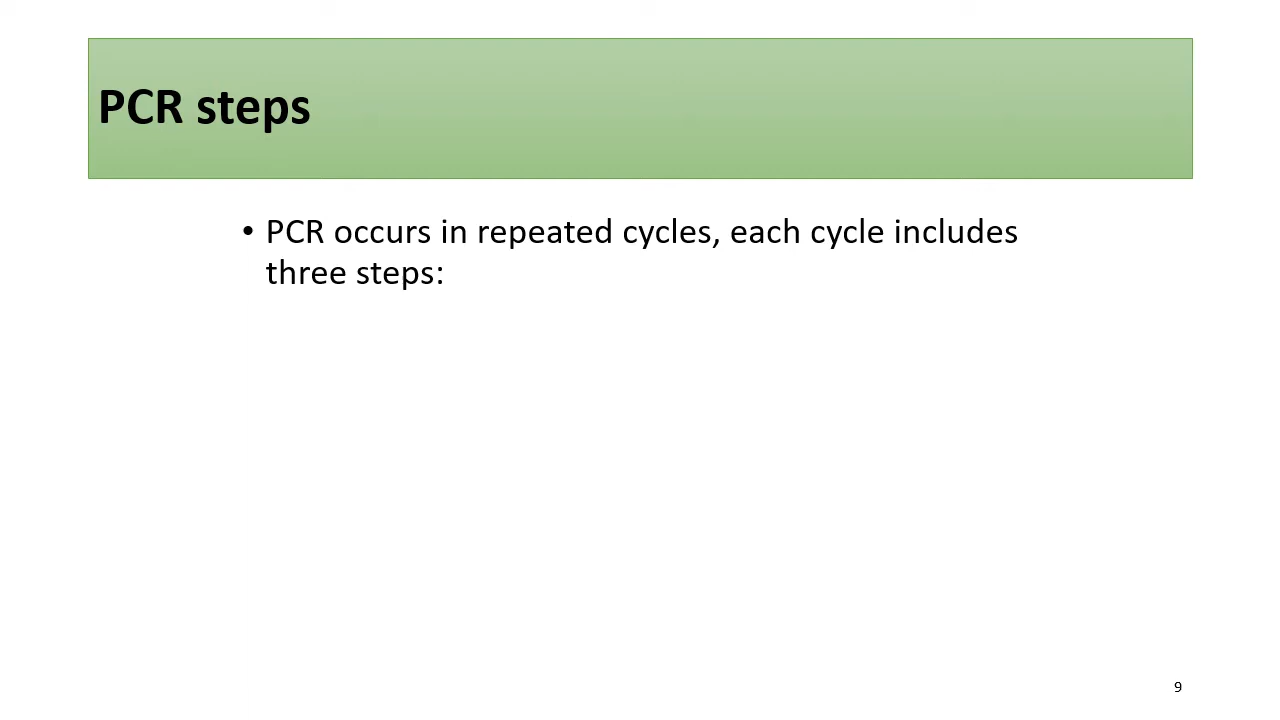 PCR steps
• PCR occurs in repeated cycles, each cycle includes
three steps:
9